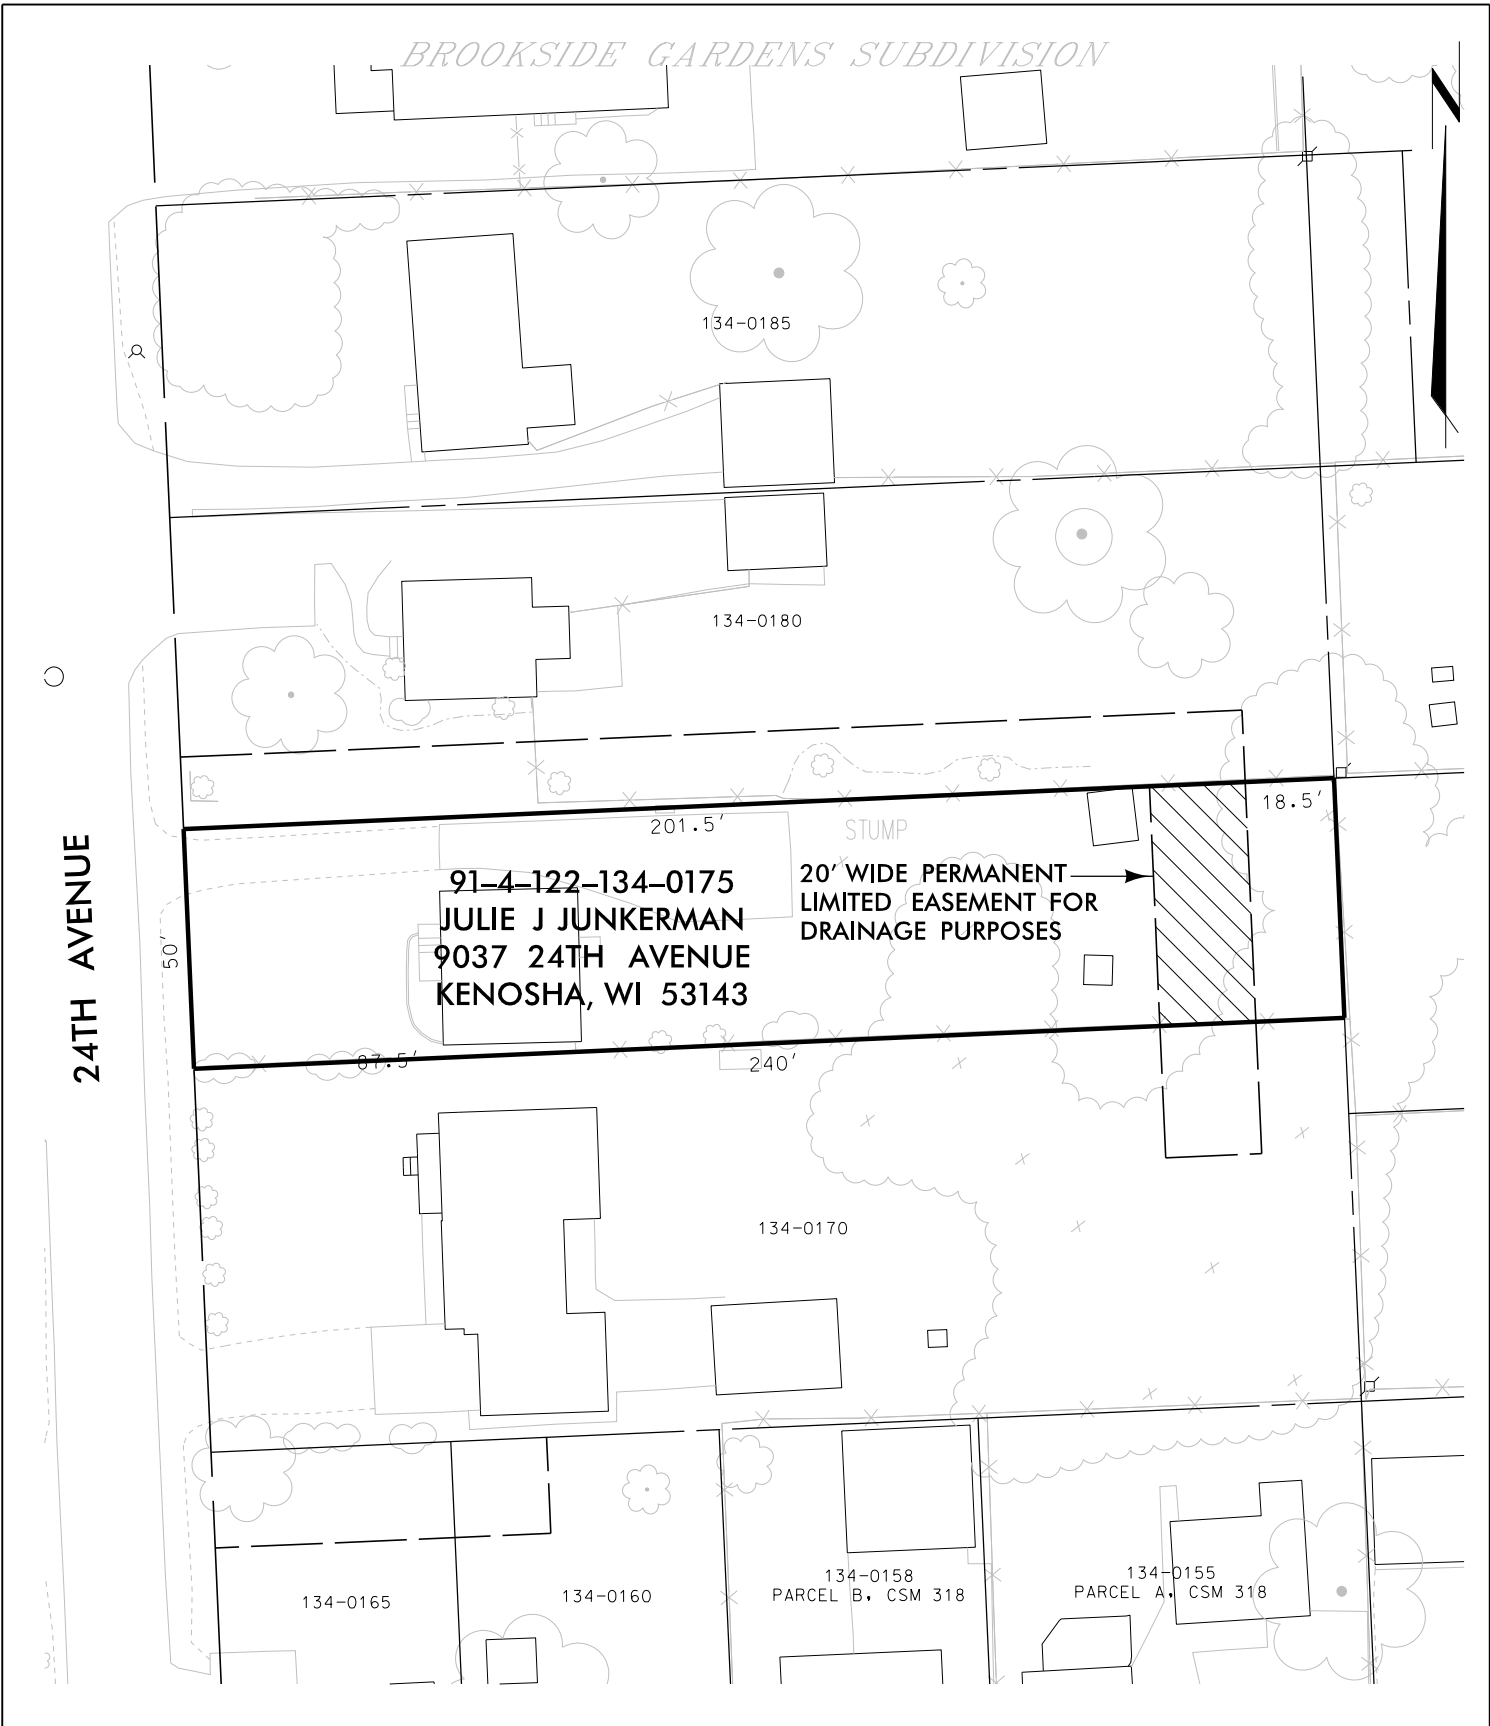 BROOKSIDE GARDENS SUBDIVISION
N
134-0185
134-0180
18.5'
201.5'
STUMP
91-4-122-134-0175
JULIE J JUNKERMAN
9037 24TH AVENUE
KENOSHA, WI 53143
20' WIDE PERMANENT
LIMITED EASEMENT FOR
DRAINAGE PURPOSES
50'
24TH AVENUE
87.5'
240'
134-0170
134-0165
134-0160
134-0158
PARCEL B, CSM 318
134-0155
PARCEL A, CSM 318